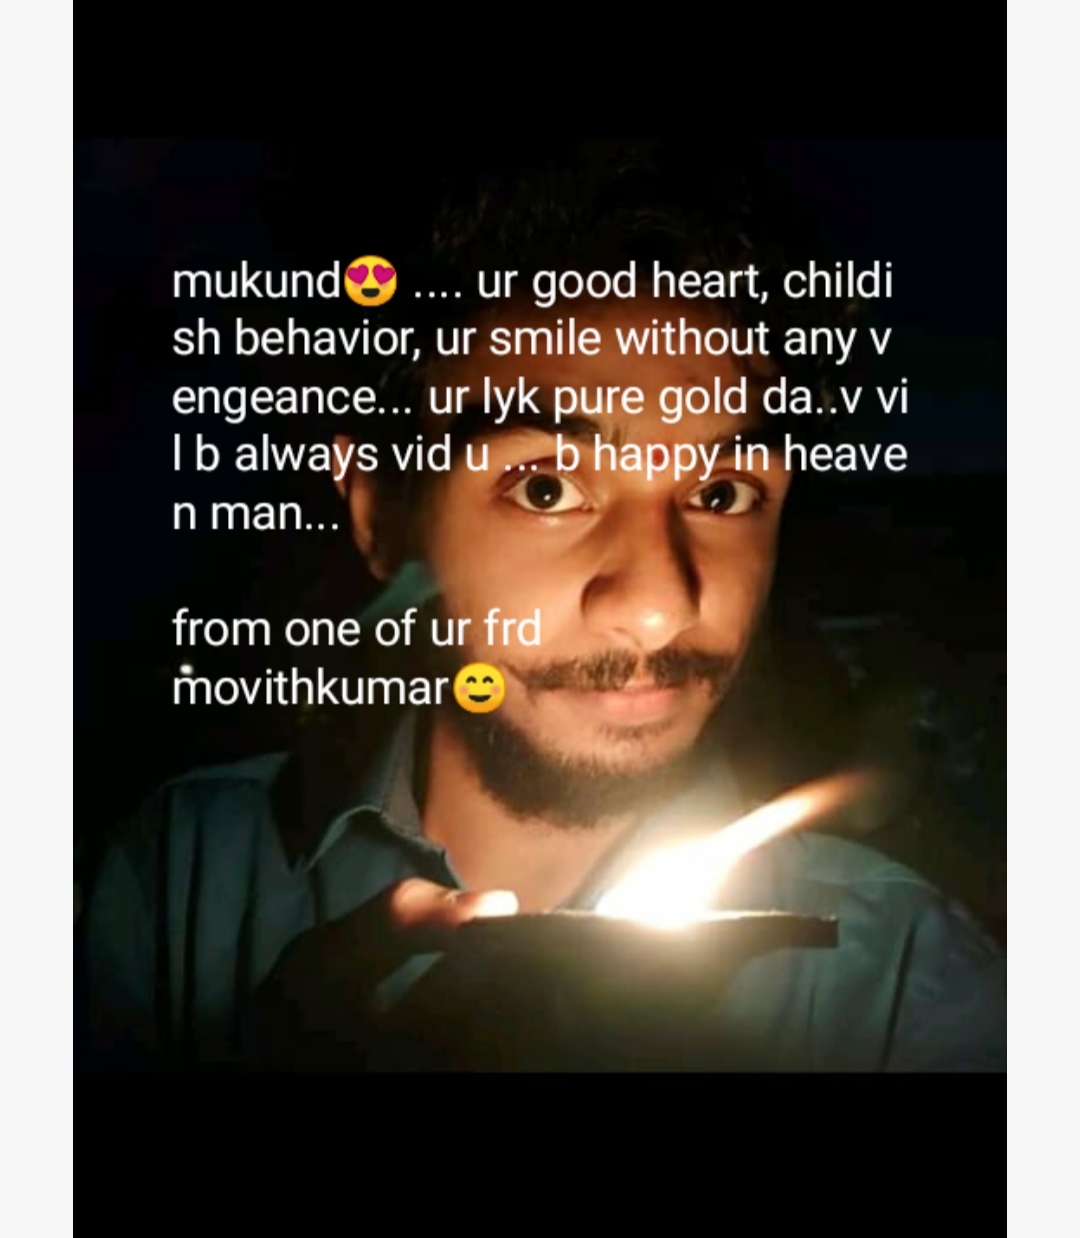 mukund😍 .... ur good heart, childi
sh behavior, ur smile without any v
engeance... ur lyk pure gold da..v vi
l b always vid u ... b happy in heave
n man...
from one of ur frd
movithkumar😊